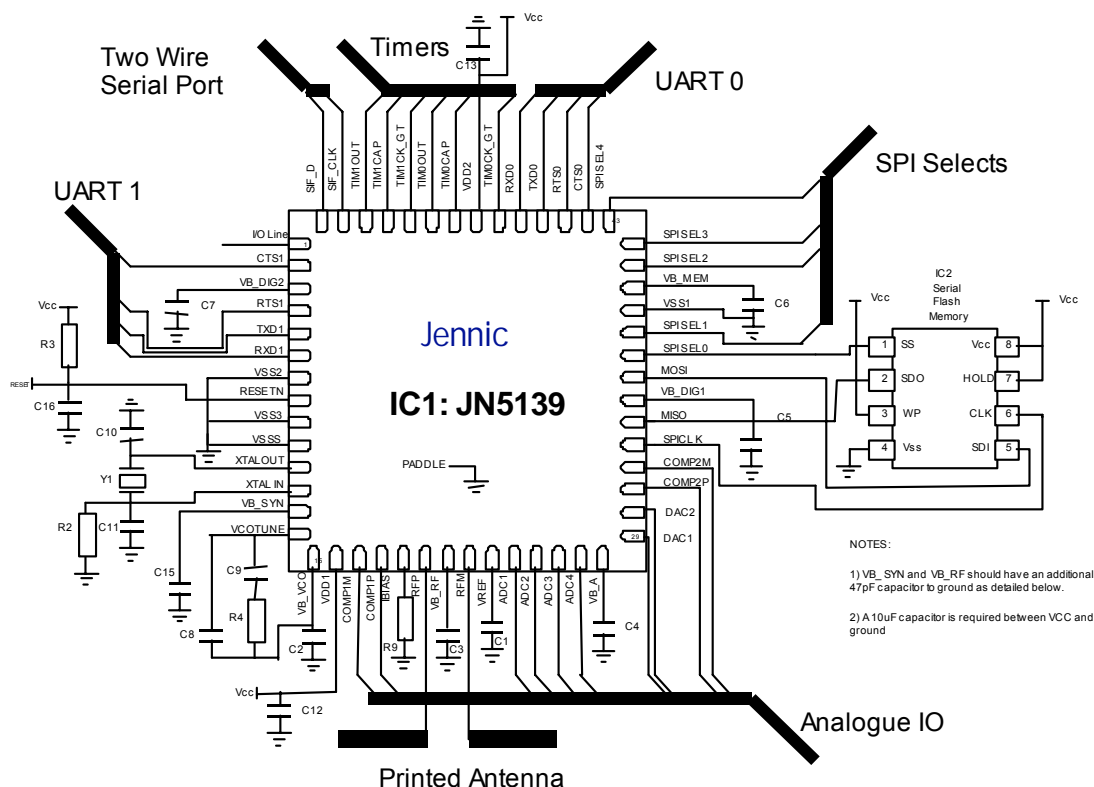 Vcc
Two Wire
Serial Port
Timers
C13
UART 0
SIF_D
SIF_CLK
TIM1OUT
TIM1CAP
TIM1CK_GT
TIM0OUT
TIM0CAP
VDD2
TIM0CK_GT
RXD0
TXD0
RTS0
CTS0
SPISEL4
SPI Selects
UART 1
43
I/O Line
1
CTS1
VB_DIG2
C7
RTS1
TXD1
RXD1
VSS2
RESETN
VSS3
VSSS
XTALOUT
XTAL IN
VB_SYN
VCOTUNE
Vcc
R3
RESET
C16
C10
Y1
C11
R2
C15
C9
R4
C8
Jennic
IC1: JN5139
PADDLE
SPISEL3
SPISEL2
VB_MEM
C6
VSS1
SPISEL1
SPISEL0
MOSI
VB_DIG1
C5
MISO
SPICLK
COMP2M
COMP2P
DAC2
29
DAC1
IC2
Serial
Flash
Memory
Vcc
Vcc
1
SS
Vcc
8
2
SDO
HOLD
7
3
WP
CLK
6
4
Vss
SDI
5
15
VB_VCO
VDD1
COMP1M
COMP1P
IBIAS
RFP
VB_RF
RFM
VREF
ADC1
ADC2
ADC3
ADC4
VB_A
C2
R9
C3
C1
C4
Vcc
C12
NOTES:
1) VB_SYN and VB_RF should have an additional
47pF capacitor to ground as detailed below.
2) A 10uF capacitor is required between VCC and
ground
Analogue IO
Printed Antenna